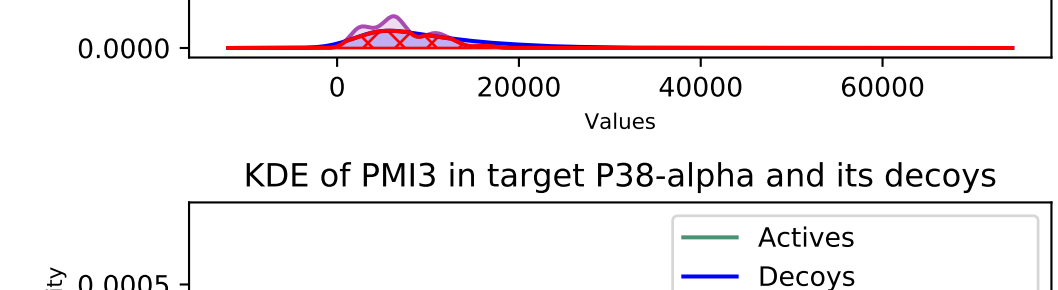 0.0000
0 20000 40000 60000
Values
KDE of PMI3 in target P38-alpha and its decoys
Actives
Decoys
0.0005